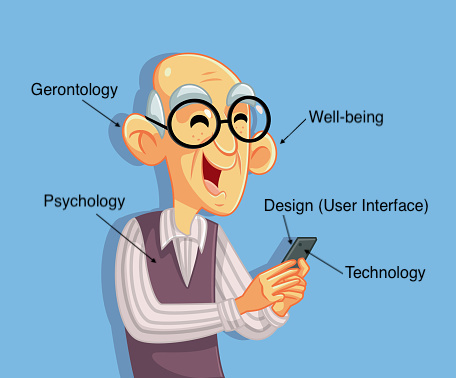 Gerontology
Well-being
Psychology
Design (User Interface)
Technology